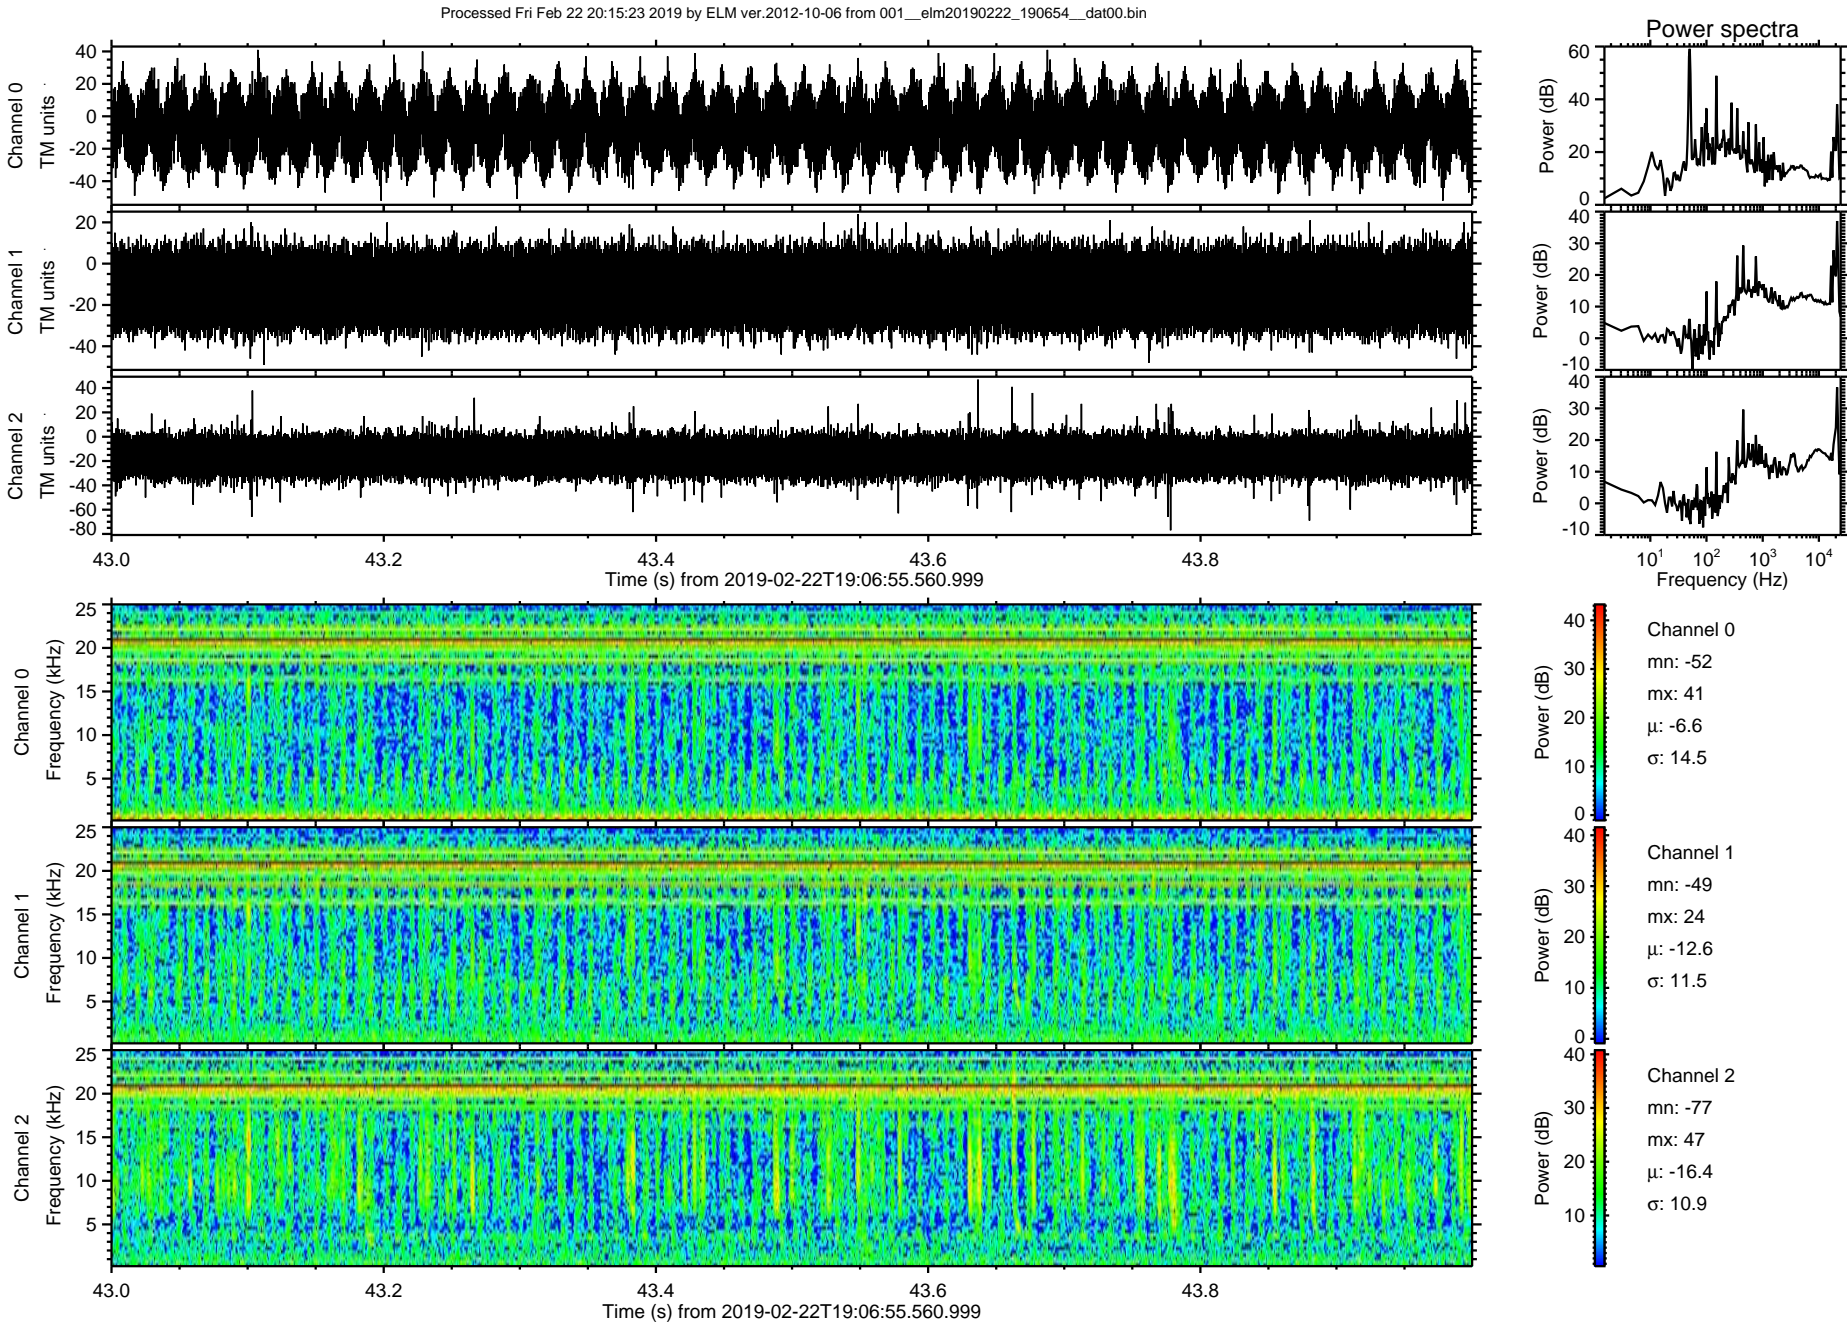 Processed Fri Feb 22 20:15:23 2019 by ELM ver.2012-10-06 from 001__elm20190222_190654__dat00.bin
Power spectra
Channel 0
TM units
40
20
0
-20
-40
Power (dB)
60
40
20
0
Channel 1
TM units
20
0
-20
-40
Power (dB)
40
30
20
10
0
-10
Channel 2
TM units
40
20
0
-20
-40
-60
-80
Power (dB)
40
30
20
10
0
-10
43.0 43.2 43.4 43.6 43.8
Time (s) from 2019-02-22T19:06:55.560.999
10^1 10^2 10^3 10^4
Frequency (Hz)
Channel 0
Frequency (kHz)
25
20
15
10
5
Power (dB)
40
30
20
10
0
Channel 0
mn: -52
mx: 41
μ: -6.6
σ: 14.5
Channel 1
Frequency (kHz)
25
20
15
10
5
Power (dB)
40
30
20
10
0
Channel 1
mn: -49
mx: 24
μ: -12.6
σ: 11.5
Channel 2
Frequency (kHz)
25
20
15
10
5
Power (dB)
40
30
20
10
Channel 2
mn: -77
mx: 47
μ: -16.4
σ: 10.9
43.0 43.2 43.4 43.6 43.8
Time (s) from 2019-02-22T19:06:55.560.999